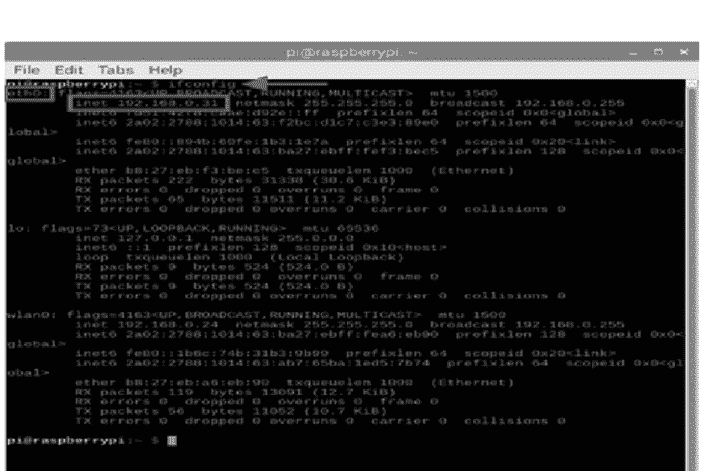 pi@raspberrypi: ~
File Edit Tabs Help
pi@raspberrypi:~ $ ifconfig
eth0: flags=4163<UP,BROADCAST,RUNNING,MULTICAST> mtu 1500
inet 192.168.0.31 netmask 255.255.255.0 broadcast 192.168.0.255
inet6 prefixlen 64 scopeid 0x0<global>
inet6 2a02:2788:1014:63:f2bc:d1c7:c3e3:89e0 prefixlen 64 scopeid 0x0<g
lobal>
inet6 fe80::894b:60fe:1b3:1e7a prefixlen 64 scopeid 0x20<link>
inet6 2a02:2788:1014:63:ba27:ebff:fef3:bec5 prefixlen 128 scopeid 0x0<
global>
ether b8:27:eb:f3:be:c5 txqueuelen 1000 (Ethernet)
RX packets 222 bytes 31338 (30.6 KiB)
RX errors 0 dropped 0 overruns 0 frame 0
TX packets 65 bytes 11511 (11.2 KiB)
TX errors 0 dropped 0 overruns 0 carrier 0 collisions 0
lo: flags=73<UP,LOOPBACK,RUNNING> mtu 65536
inet 127.0.0.1 netmask 255.0.0.0
inet6 ::1 prefixlen 128 scopeid 0x10<host>
loop txqueuelen 1000 (Local Loopback)
RX packets 9 bytes 524 (524.0 B)
RX errors 0 dropped 0 overruns 0 frame 0
TX packets 9 bytes 524 (524.0 B)
TX errors 0 dropped 0 overruns 0 carrier 0 collisions 0
wlan0: flags=4163<UP,BROADCAST,RUNNING,MULTICAST> mtu 1500
inet 192.168.0.24 netmask 255.255.255.0 broadcast 192.168.0.255
inet6 2a02:2788:1014:63:ba27:ebff:fea6:eb90 prefixlen 128 scopeid 0x0<
global>
inet6 fe80::1b6c:74b:31b3:9b99 prefixlen 64 scopeid 0x20<link>
inet6 2a02:2788:1014:63:ab7:65ba:1ed5:7b74 prefixlen 64 scopeid 0x0<gl
obal>
ether b8:27:eb:a6:eb:90 txqueuelen 1000 (Ethernet)
RX packets 119 bytes 13091 (12.7 KiB)
RX errors 0 dropped 0 overruns 0 frame 0
TX packets 56 bytes 11052 (10.7 KiB)
TX errors 0 dropped 0 overruns 0 carrier 0 collisions 0
pi@raspberrypi:~ $